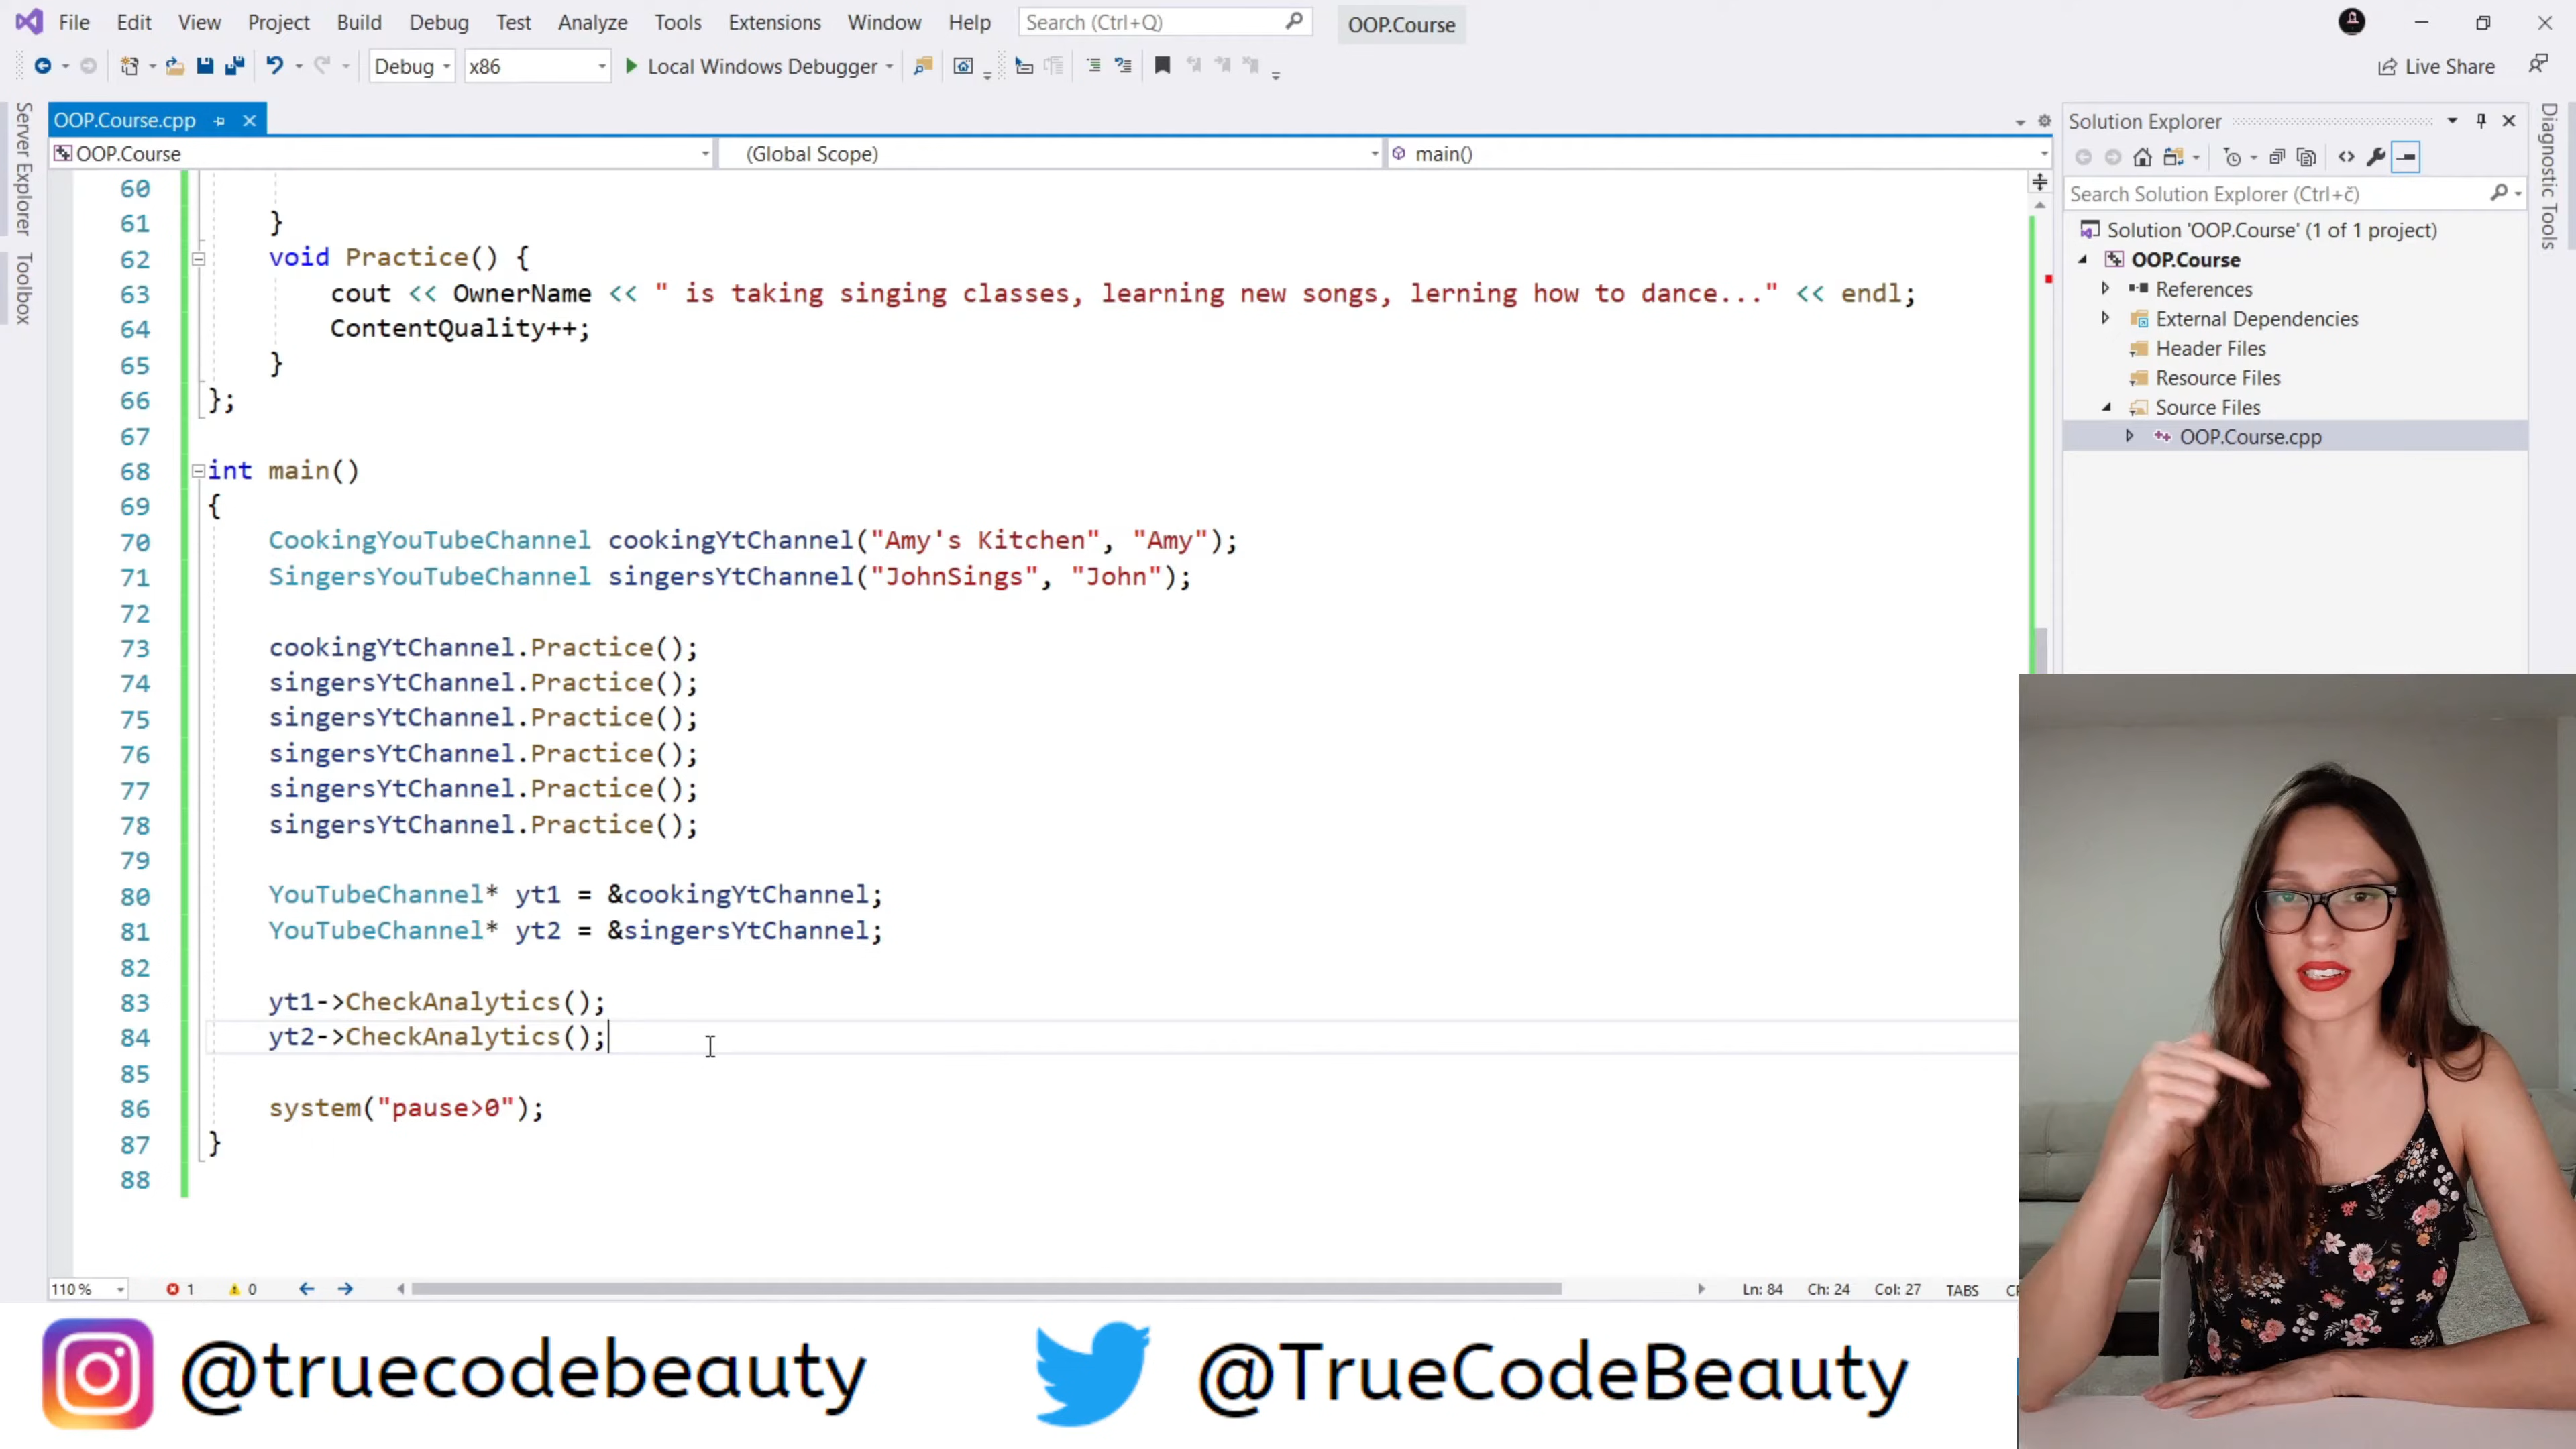 File Edit View Project Build Debug Test Analyze Tools Extensions Window Help Search (Ctrl+Q) OOP.Course
Debug x86 Local Windows Debugger Live Share
Server Explorer
Toolbox
OOP.Course.cpp
OOP.Course (Global Scope) main()
60
61 }
62 void Practice() {
63 cout << OwnerName << " is taking singing classes, learning new songs, lerning how to dance..." << endl;
64 ContentQuality++;
65 }
66 };
67
68 int main()
69 {
70 CookingYouTubeChannel cookingYtChannel("Amy's Kitchen", "Amy");
71 SingersYouTubeChannel singersYtChannel("JohnSings", "John");
72
73 cookingYtChannel.Practice();
74 singersYtChannel.Practice();
75 singersYtChannel.Practice();
76 singersYtChannel.Practice();
77 singersYtChannel.Practice();
78 singersYtChannel.Practice();
79
80 YouTubeChannel* yt1 = &cookingYtChannel;
81 YouTubeChannel* yt2 = &singersYtChannel;
82
83 yt1->CheckAnalytics();
84 yt2->CheckAnalytics();
85
86 system("pause>0");
87 }
88
110 % 1 0 Ln: 84 Ch: 24 Col: 27 TABS
Solution Explorer
Search Solution Explorer (Ctrl+č)
Solution 'OOP.Course' (1 of 1 project)
OOP.Course
References
External Dependencies
Header Files
Resource Files
Source Files
OOP.Course.cpp
Diagnostic Tools
@truecodebeauty @TrueCodeBeauty